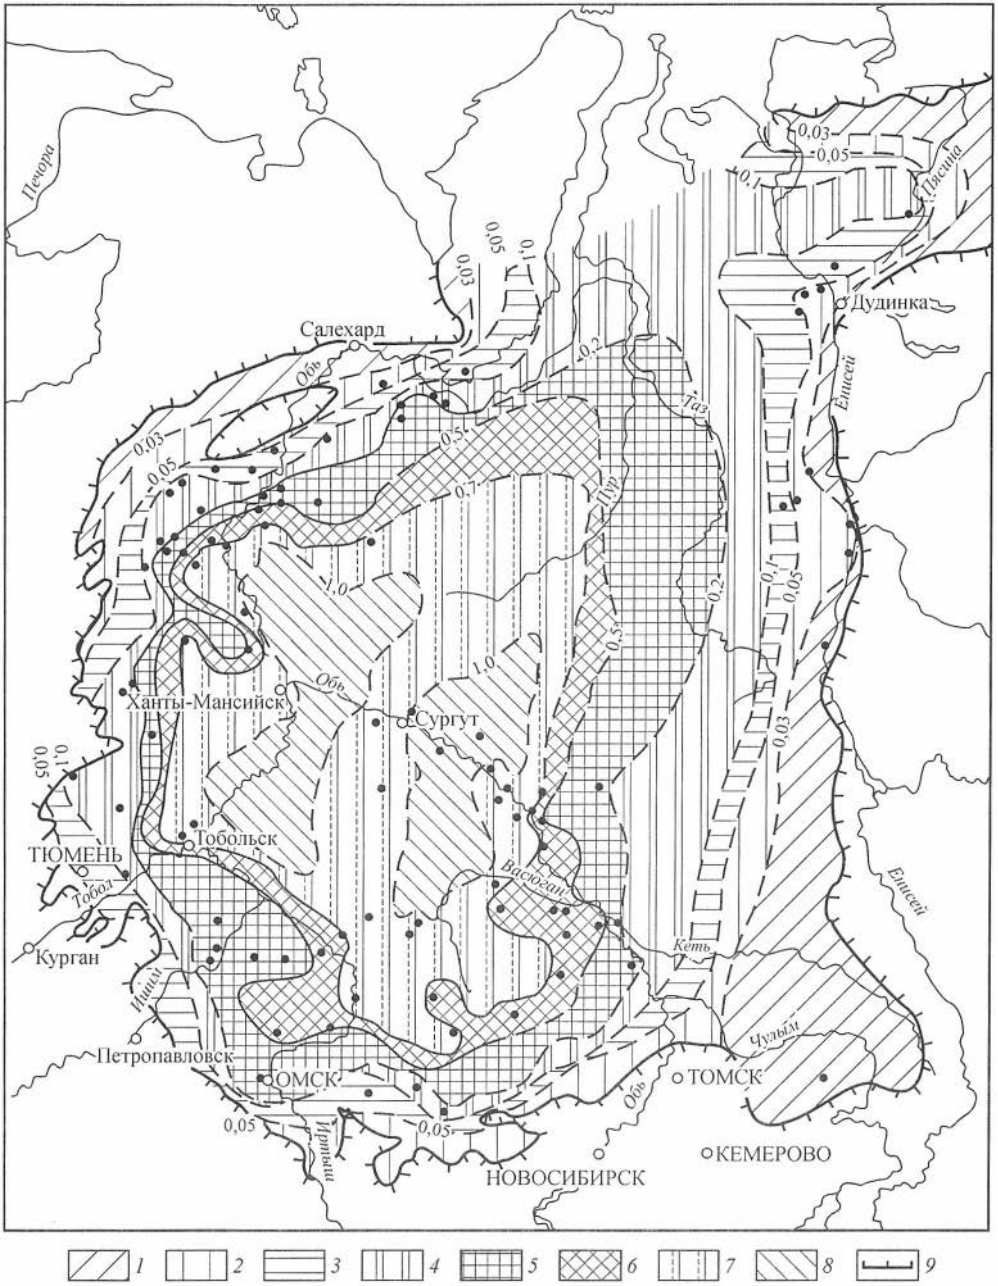 0,03
0,05
0,1
Пясина
Печора
0,05
0,1
0,03
Дудинка
Салехард
Обь
0,2
Енисей
Таз
0,03
0,5
0,05
0,7
Пур
1,0
0,1
0,05
0,2
0,5
1,0
Обь
Ханты-Мансийск
Сургут
0,03
0,1
0,05
Тобольск
ТЮМЕНЬ
Тобол
Васюган
Енисей
Кеть
Курган
Ишим
Чулым
Петропавловск
ОМСК
ТОМСК
Обь
0,05
0,05
Иртыш
КЕМЕРОВО
НОВОСИБИРСК
1 2 3 4 5 6 7 8 9